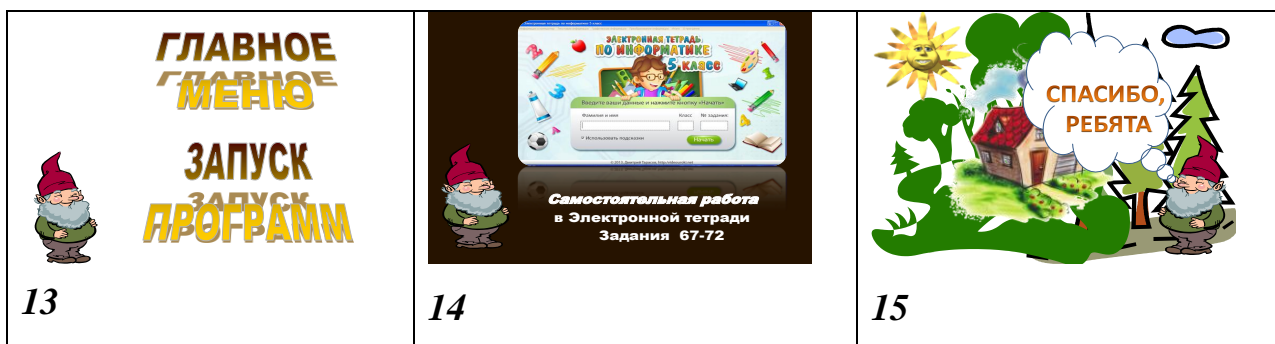 ГЛАВНОЕ
МЕНЮ
ЗАПУСК
ПРОГРАММ
13
ЭЛЕКТРОННАЯ ТЕТРАДЬ
ПО ИНФОРМАТИКЕ
5 КЛАСС
Введите ваши данные и нажмите кнопку «Начать»
Фамилия и имя Класс № задания
Использовать подсказки
Начать
Самостоятельная работа
в Электронной тетради
Задания 67-72
14
СПАСИБО,
РЕБЯТА
15